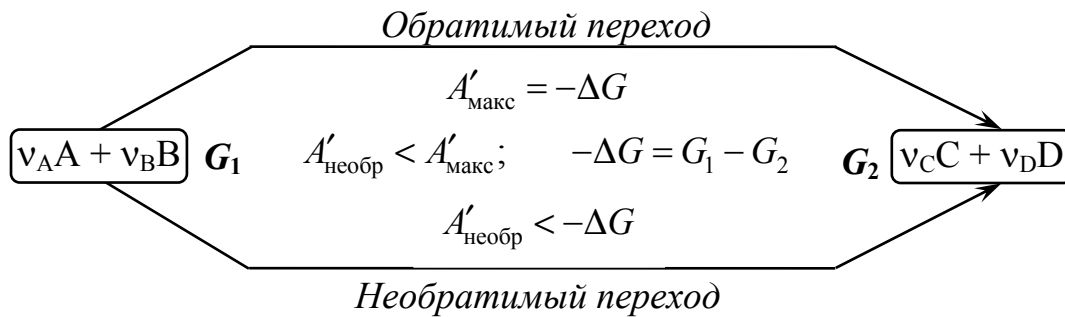 Обратимый переход
A′макс = −ΔG
νAA + νBB G1 A′необр < A′макс; −ΔG = G1 − G2 G2 νCC + νDD
A′необр < −ΔG
Необратимый переход